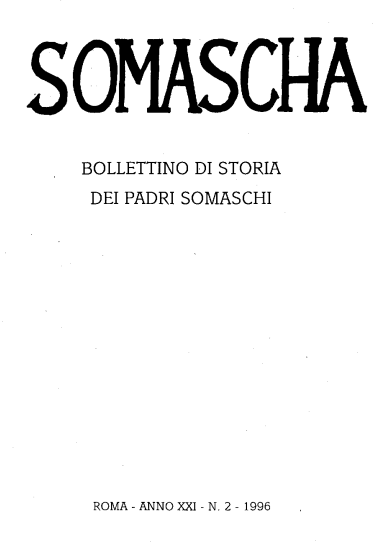 SOMASCHA
BOLLETTINO DI STORIA
DEI PADRI SOMASCHI
ROMA - ANNO XXI - N. 2 - 1996